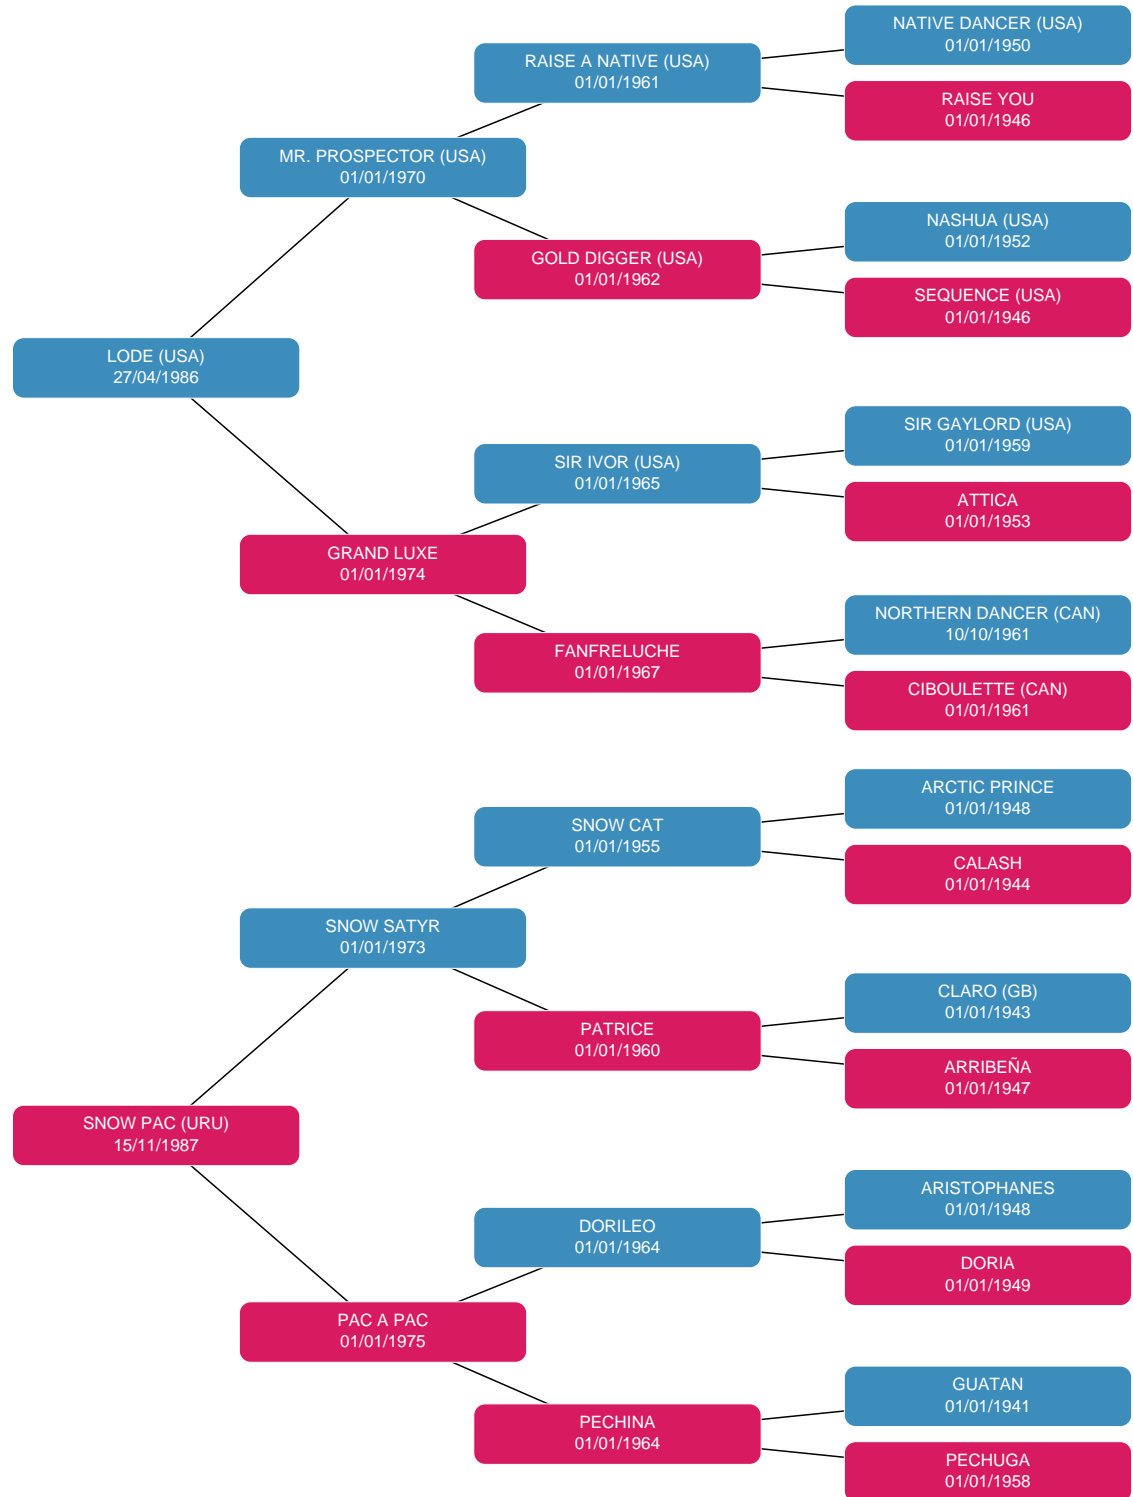 NATIVE DANCER (USA)
01/01/1950
RAISE A NATIVE (USA)
01/01/1961
RAISE YOU
01/01/1946
MR. PROSPECTOR (USA)
01/01/1970
NASHUA (USA)
01/01/1952
GOLD DIGGER (USA)
01/01/1962
SEQUENCE (USA)
01/01/1946
LODE (USA)
27/04/1986
SIR GAYLORD (USA)
01/01/1959
SIR IVOR (USA)
01/01/1965
ATTICA
01/01/1953
GRAND LUXE
01/01/1974
NORTHERN DANCER (CAN)
10/10/1961
FANFRELUCHE
01/01/1967
CIBOULETTE (CAN)
01/01/1961
ARCTIC PRINCE
01/01/1948
SNOW CAT
01/01/1955
CALASH
01/01/1944
SNOW SATYR
01/01/1973
CLARO (GB)
01/01/1943
PATRICE
01/01/1960
ARRIBEÑA
01/01/1947
SNOW PAC (URU)
15/11/1987
ARISTOPHANES
01/01/1948
DORILEO
01/01/1964
DORIA
01/01/1949
PAC A PAC
01/01/1975
GUATAN
01/01/1941
PECHINA
01/01/1964
PECHUGA
01/01/1958